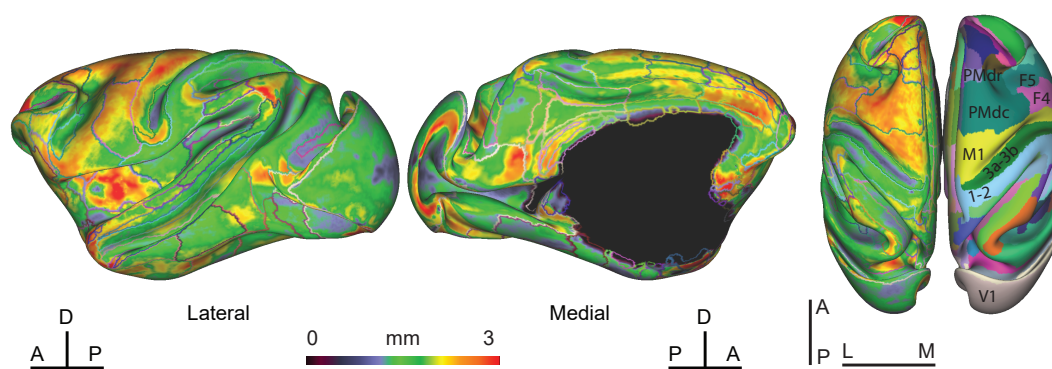 PMdr
F5
F4
PMdc
M1
3a-3b
1-2
V1
Lateral
Medial
D
A P
0 mm 3
D
P A
A
P
L M